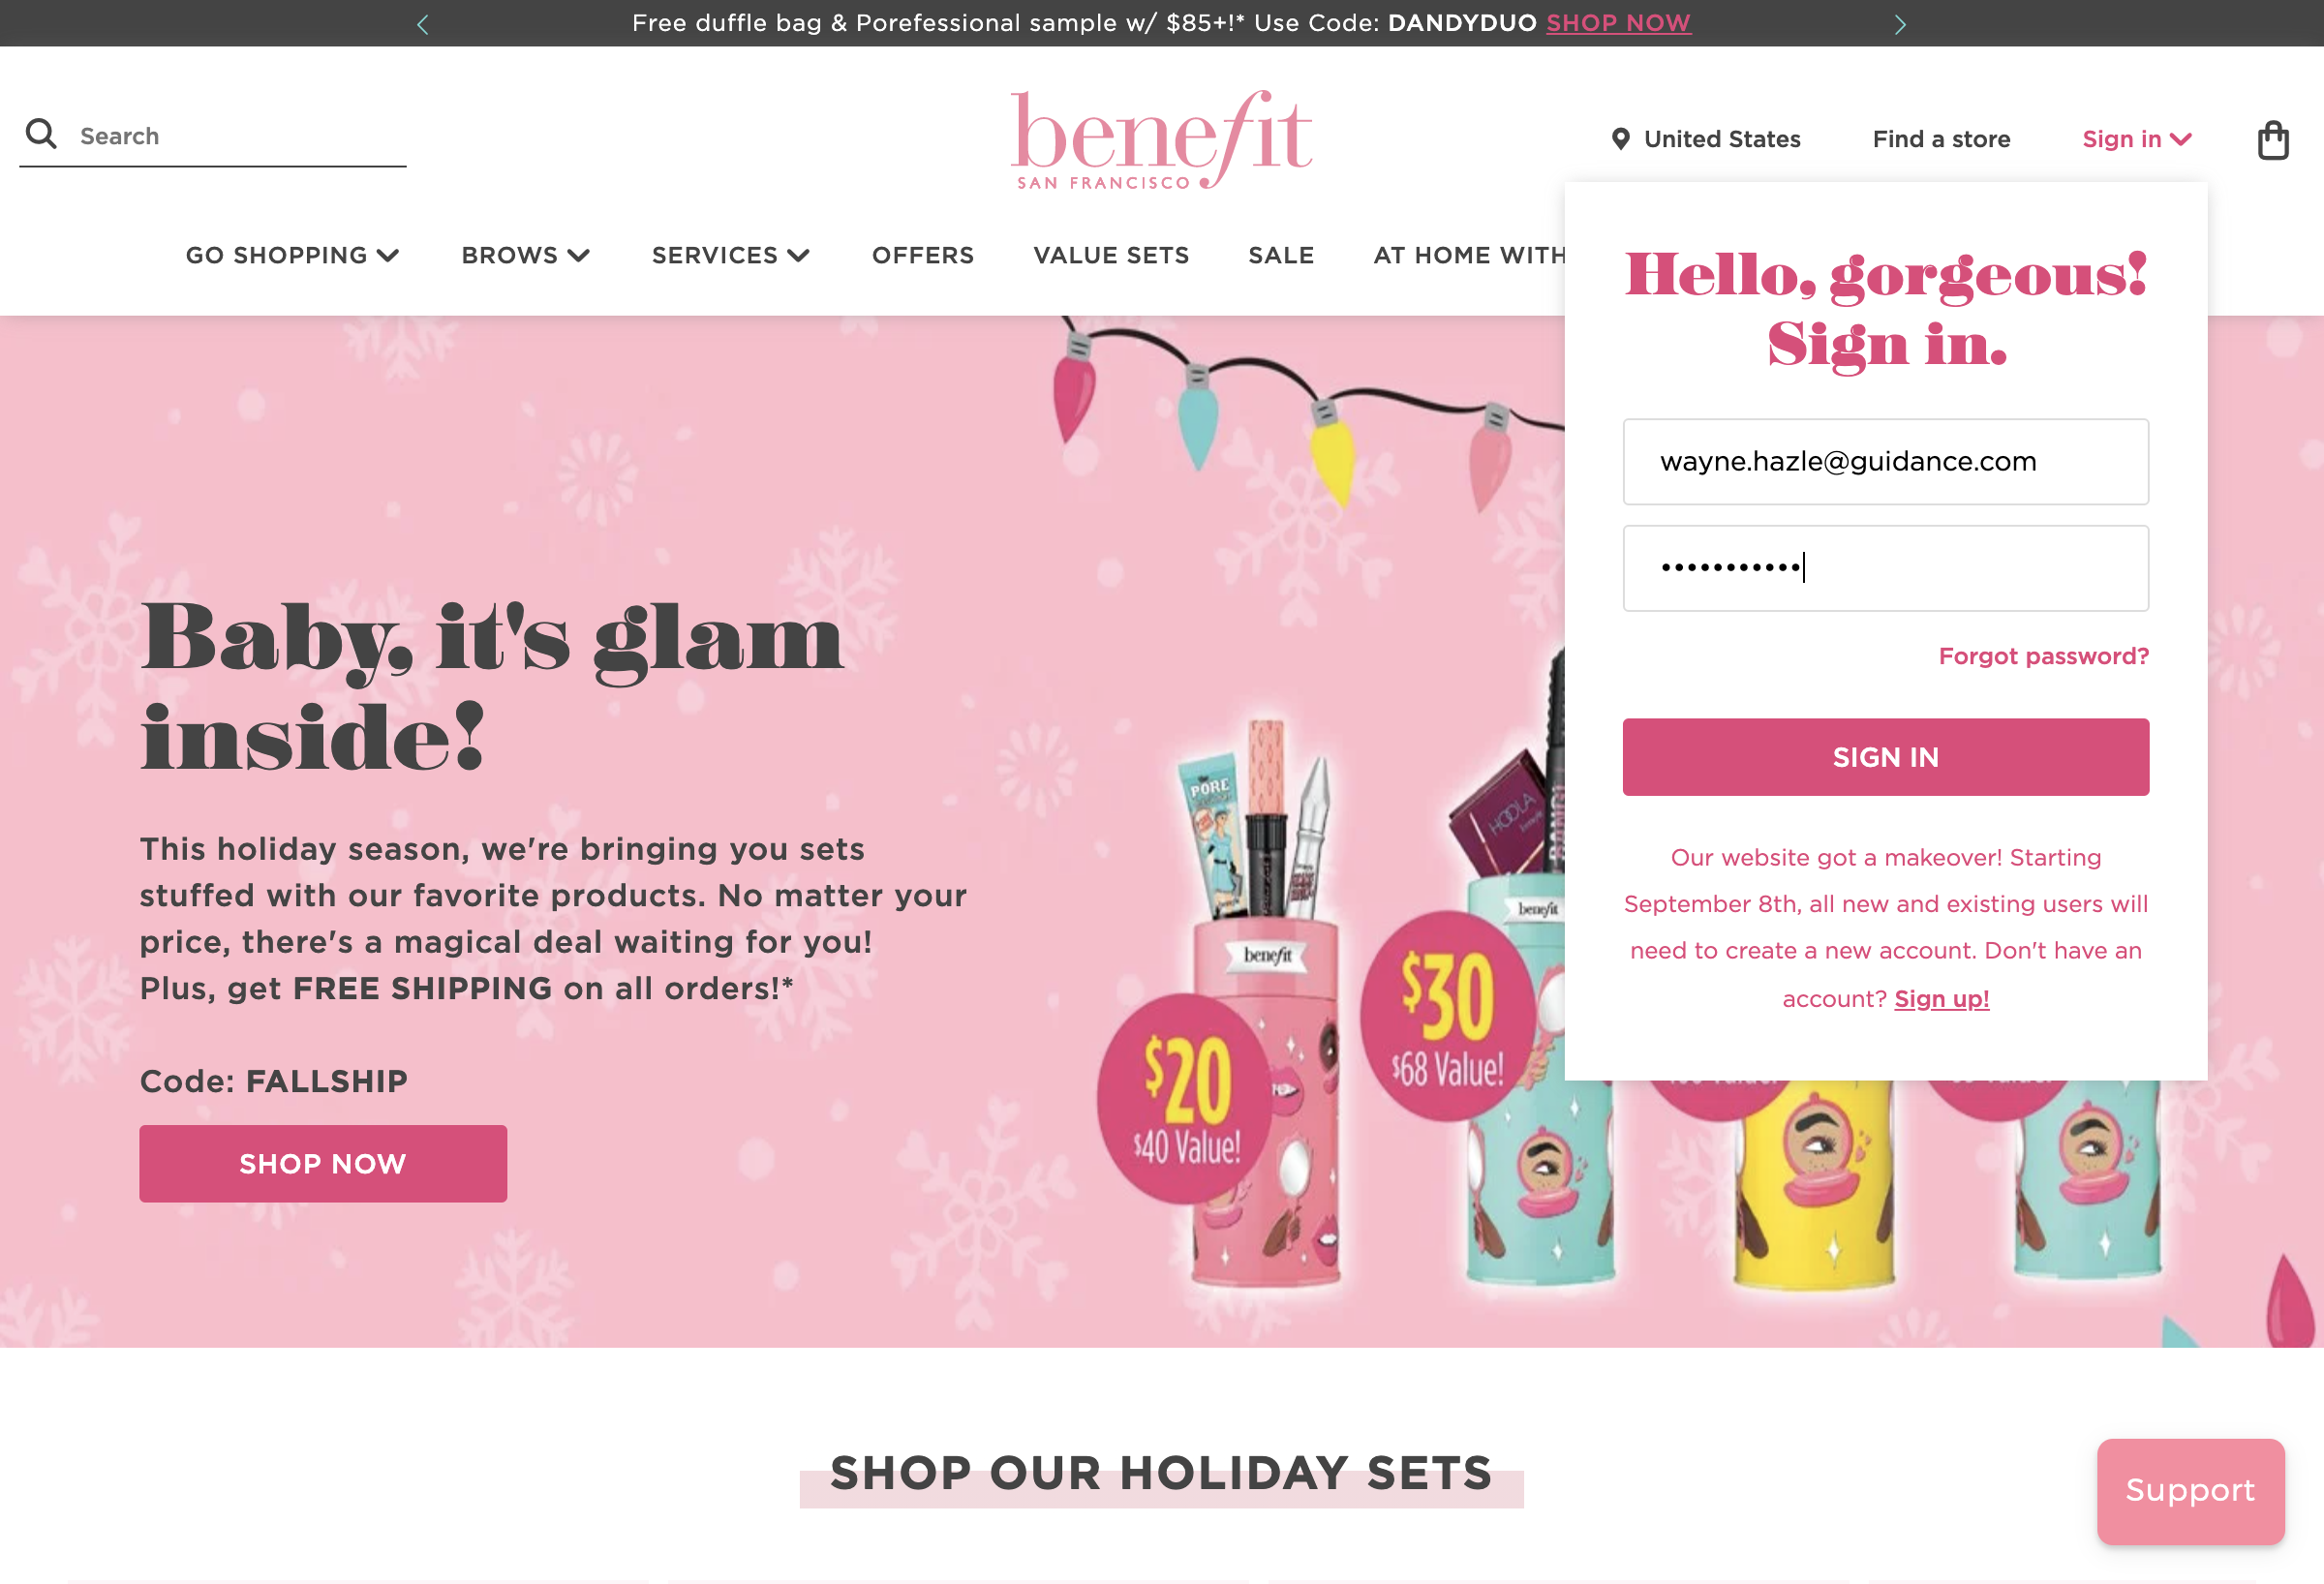 Free duffle bag & Porefessional sample w/ $85+!* Use Code: DANDYDUO SHOP NOW
Search
benefit
SAN FRANCISCO
United States
Find a store
Sign in
GO SHOPPING
BROWS
SERVICES
OFFERS
VALUE SETS
SALE
AT HOME WITH
Hello, gorgeous!
Sign in.
wayne.hazle@guidance.com
•••••••••••
Forgot password?
SIGN IN
Our website got a makeover! Starting
September 8th, all new and existing users will
need to create a new account. Don't have an
account? Sign up!
Baby, it's glam
inside!
This holiday season, we're bringing you sets
stuffed with our favorite products. No matter your
price, there's a magical deal waiting for you!
Plus, get FREE SHIPPING on all orders!*
Code: FALLSHIP
SHOP NOW
PORE
HOOLA
benefit
benefit
$20
$40 Value!
$30
$68 Value!
SHOP OUR HOLIDAY SETS
Support